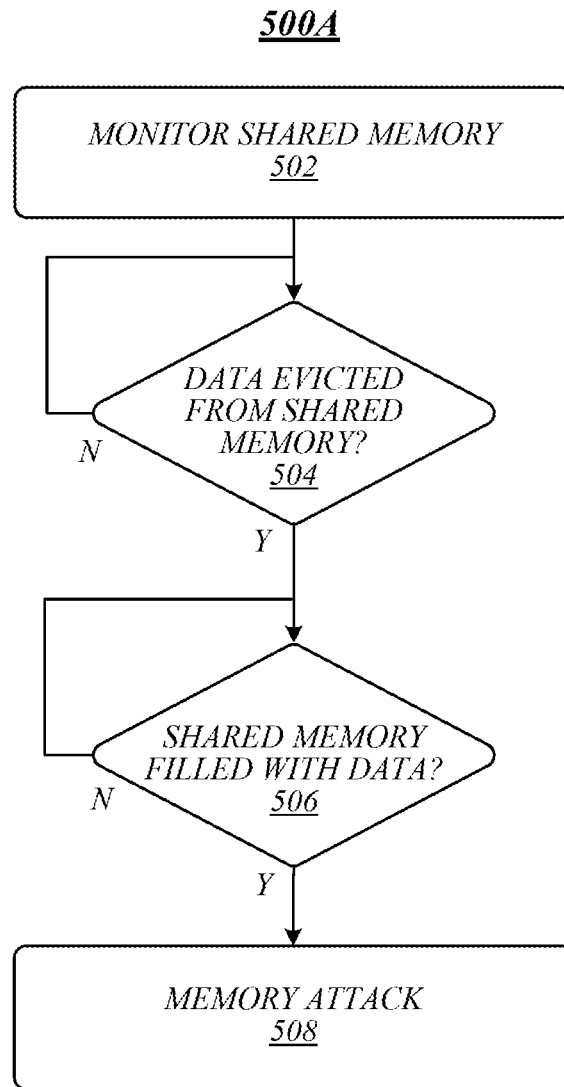 500A
MONITOR SHARED MEMORY
502
DATA EVICTED
FROM SHARED
MEMORY?
504
N
Y
SHARED MEMORY
FILLED WITH DATA?
506
N
Y
MEMORY ATTACK
508